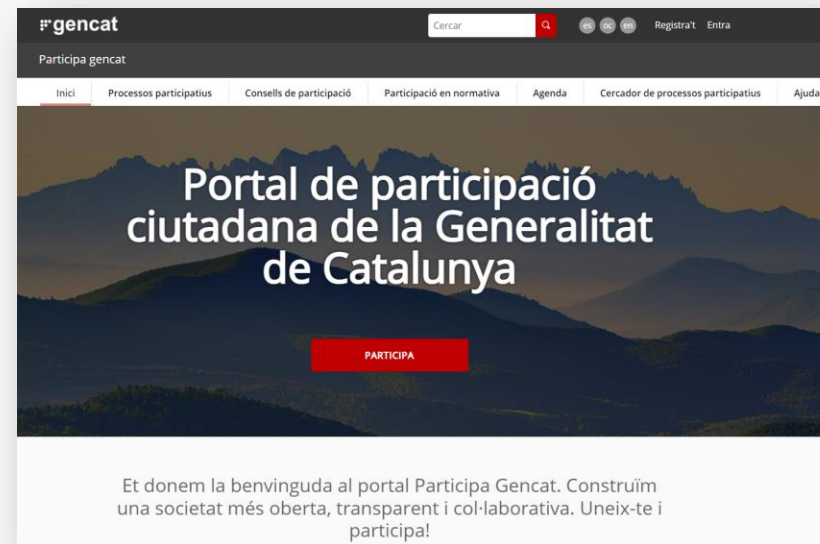 gencat
Cercar
es oc en
Registra't Entra
Participa gencat
Inici Processos participatius Consells de participació Participació en normativa Agenda Cercador de processos participatius Ajuda
Portal de participació
ciutadana de la Generalitat
de Catalunya
PARTICIPA
Et donem la benvinguda al portal Participa Gencat. Construïm
una societat més oberta, transparent i col·laborativa. Uneix-te i
participa!